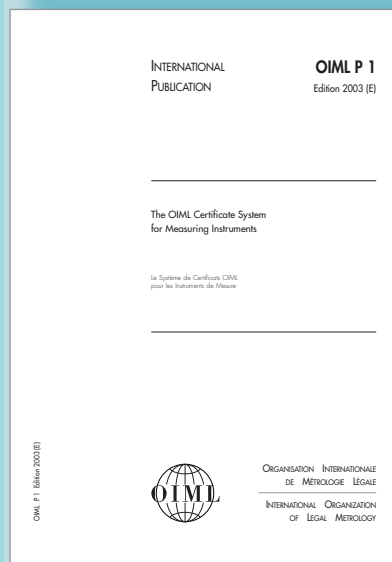 INTERNATIONAL
PUBLICATION
OIML P 1
Edition 2003 (E)
The OIML Certificate System
for Measuring Instruments
Le Système de Certificats OIML
pour les Instruments de Mesure
OIML P 1 Edition 2003(E)
OIML
ORGANISATION INTERNATIONALE
DE MÉTROLOGIE LÉGALE
INTERNATIONAL ORGANIZATION
OF LEGAL METROLOGY